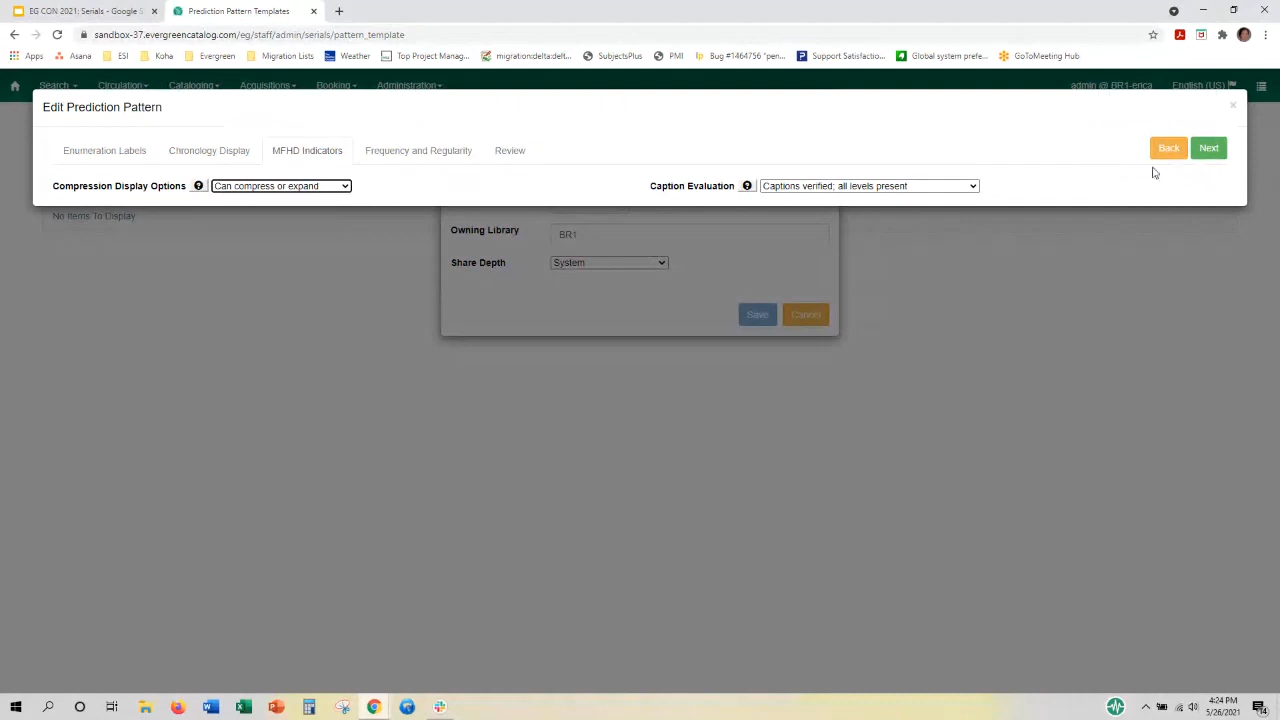 EG CON 2021: Serials - Google S
Prediction Pattern Templates
sandbox-37.evergreencatalog.com/eg/staff/admin/serials/pattern_template
Apps Asana ESI Koha Evergreen Migration Lists Weather Top Project Manag... migration:delta:delt... SubjectsPlus PMI Bug #1464756 "pen... Support Satisfactio... Global system prefe... GoToMeeting Hub
Search Circulation Cataloging Acquisitions Booking Administration admin @ BR1-erica English (US)
Edit Prediction Pattern ×
Enumeration Labels Chronology Display MFHD Indicators Frequency and Regularity Review Back Next
Compression Display Options ? Can compress or expand Caption Evaluation ? Captions verified; all levels present
No Items To Display
Owning Library BR1
Share Depth System
Save Cancel
4:24 PM
5/26/2021